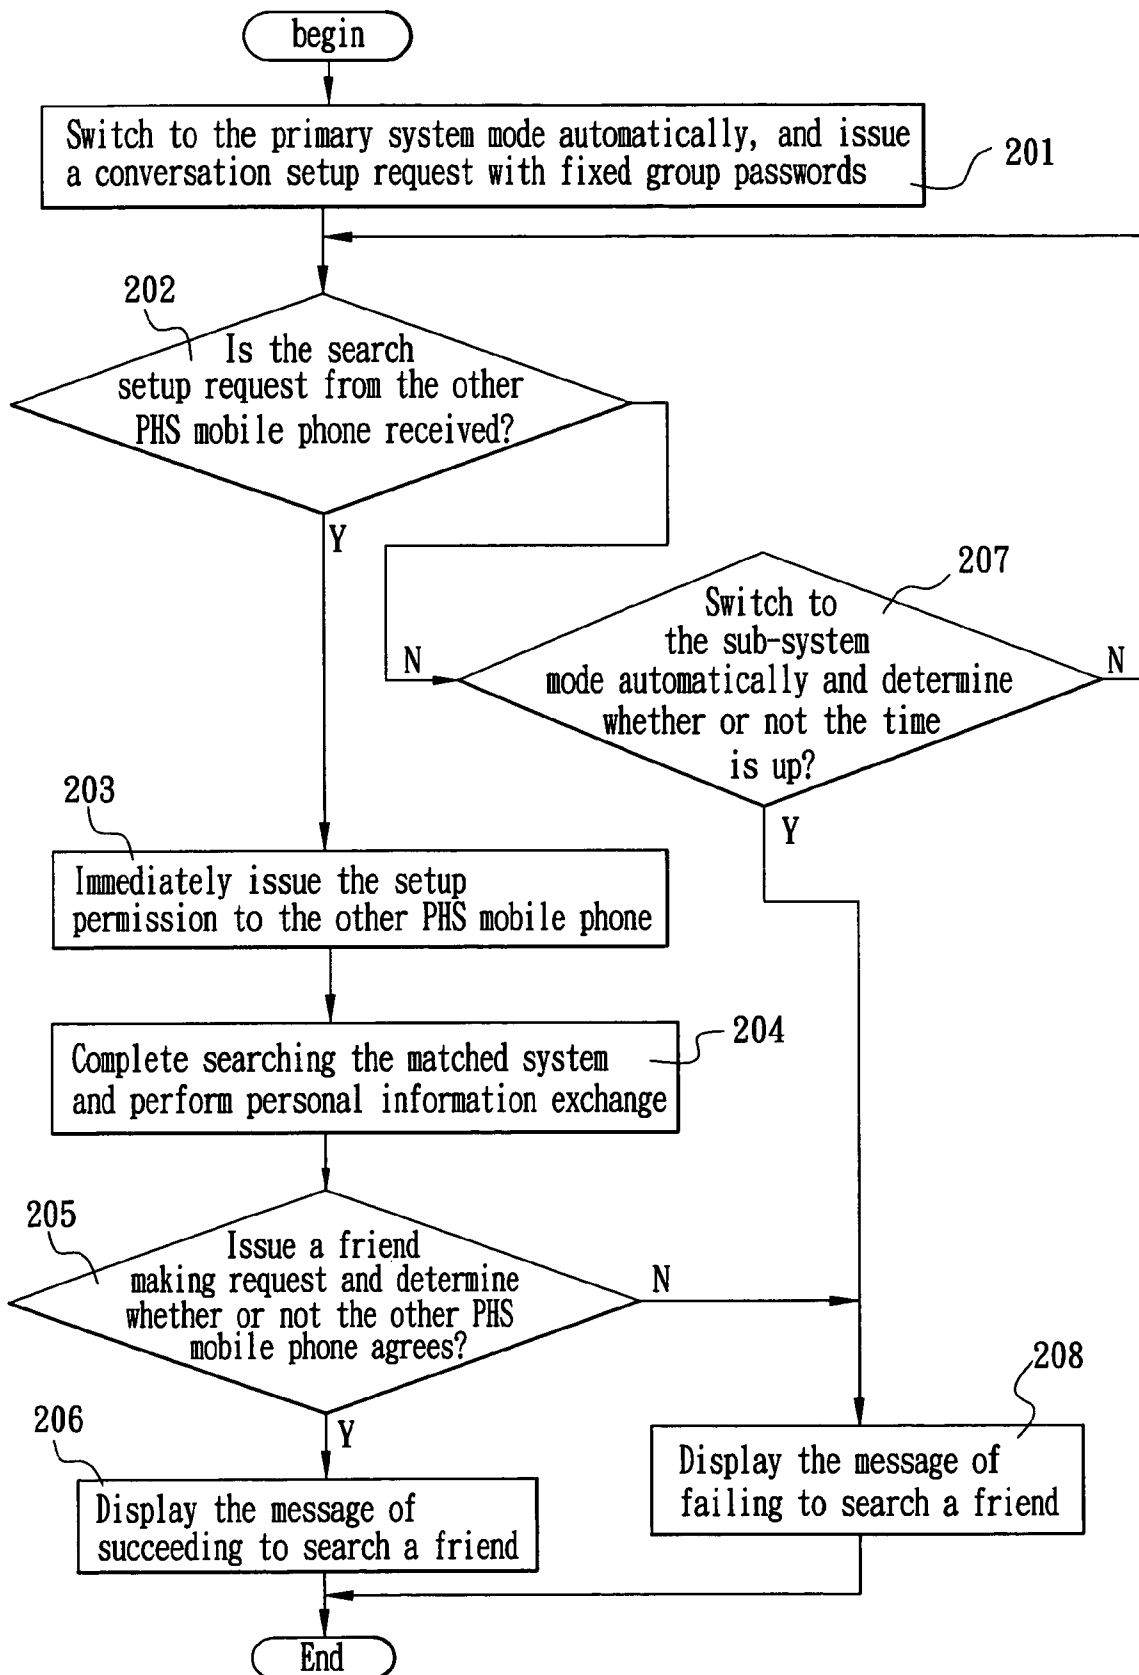 begin
Switch to the primary system mode automatically, and issue
a conversation setup request with fixed group passwords
201
202
Is the search
setup request from the other
PHS mobile phone received?
Y
N
207
Switch to
the sub-system
mode automatically and determine
whether or not the time
is up?
N
Y
203
Immediately issue the setup
permission to the other PHS mobile phone
204
Complete searching the matched system
and perform personal information exchange
205
Issue a friend
making request and determine
whether or not the other PHS
mobile phone agrees?
N
Y
206
Display the message of
succeeding to search a friend
208
Display the message of
failing to search a friend
End